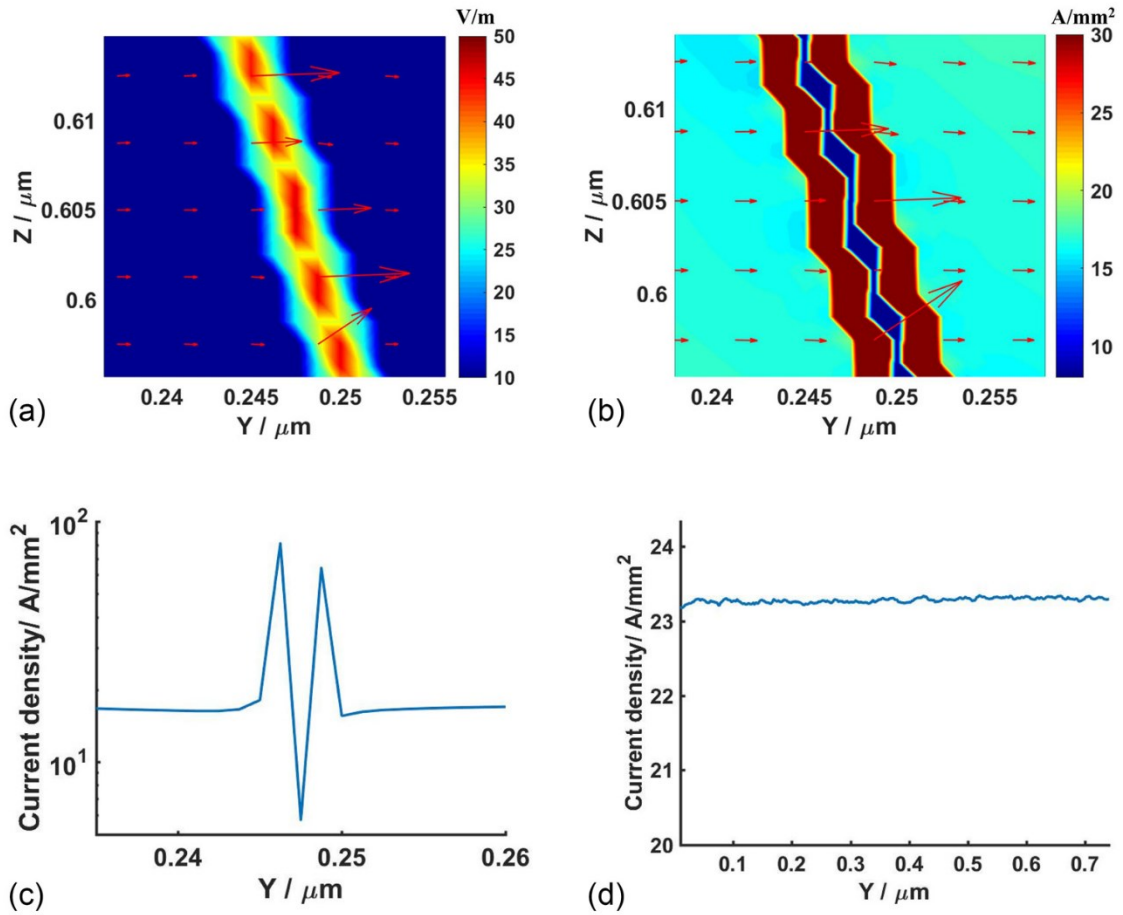 V/m
50
45
40
35
30
25
20
15
10
0.61
0.605
0.6
Z / μm
0.24 0.245 0.25 0.255
Y / μm
(a)
A/mm²
30
25
20
15
10
0.61
0.605
0.6
Z / μm
0.24 0.245 0.25 0.255
Y / μm
(b)
10²
10¹
Current density/ A/mm²
0.24 0.25 0.26
Y / μm
(c)
24
23
22
21
20
Current density/ A/mm²
0.1 0.2 0.3 0.4 0.5 0.6 0.7
Y / μm
(d)